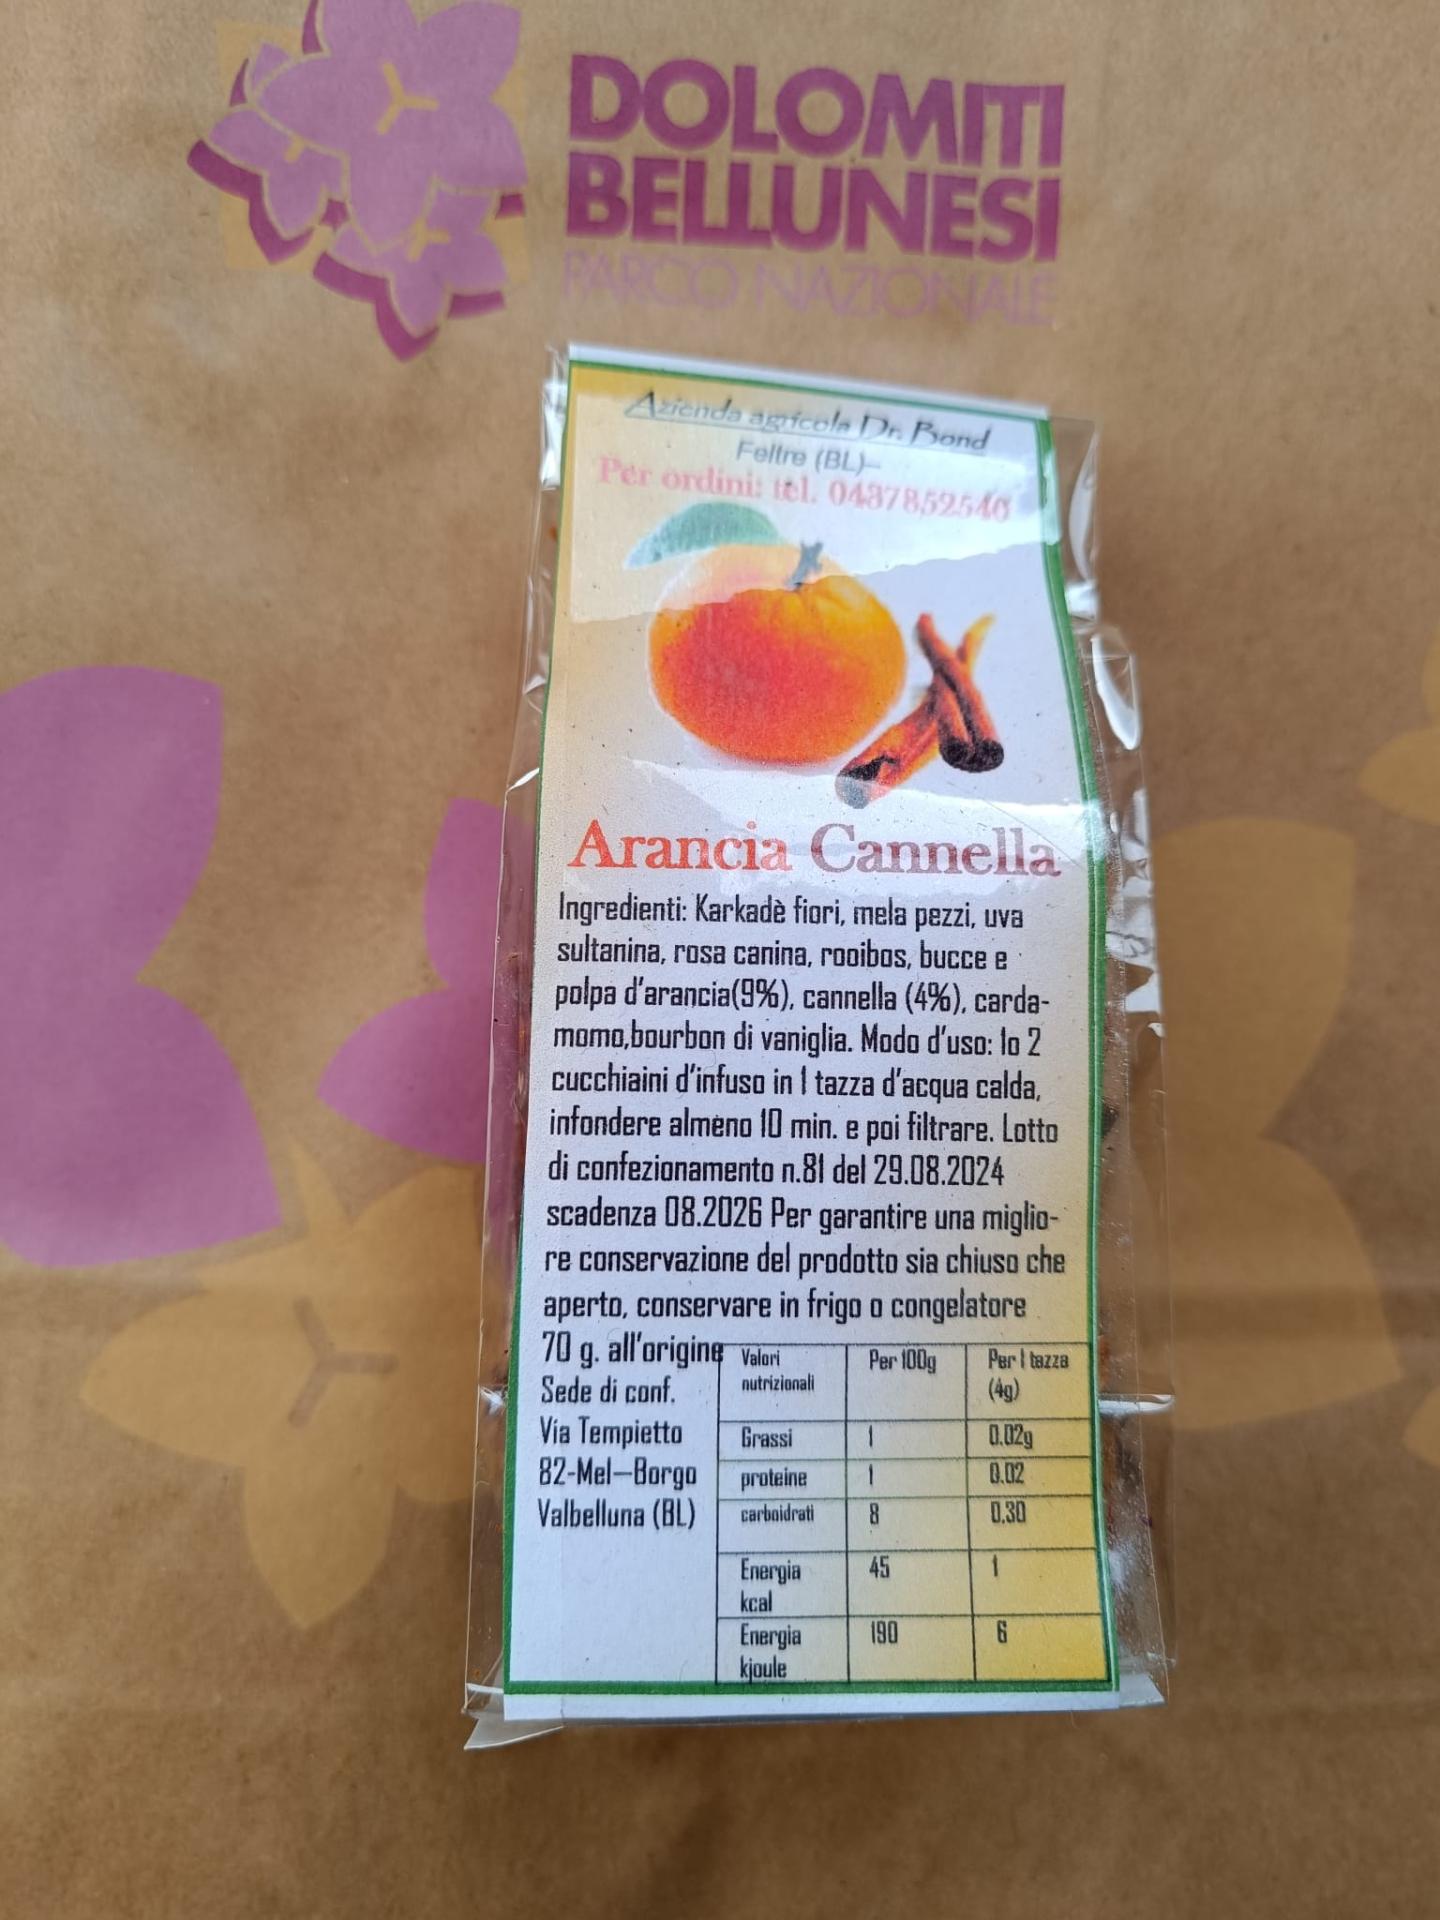 DOLOMITI
BELLUNESI
PARCO NAZIONALE
Azienda agricola Dr. Bond
Feltre (BL)–
Per ordini: tel. 0437852540
Arancia Cannella
Ingredienti: Karkadè fiori, mela pezzi, uva
sultanina, rosa canina, rooibos, bucce e
polpa d'arancia(9%), cannella (4%), carda-
momo,bourbon di vaniglia. Modo d'uso: 1o 2
cucchiaini d'infuso in 1 tazza d'acqua calda,
infondere almeno 10 min. e poi filtrare. Lotto
di confezionamento n.81 del 29.08.2024
scadenza 08.2026 Per garantire una miglio-
re conservazione del prodotto sia chiuso che
aperto, conservare in frigo o congelatore
70 g. all'origine
Sede di conf.
Via Tempietto
82-Mel–Borgo
Valbelluna (BL)
Valori nutrizionali Per 100g Per 1 tazza (4g)
Grassi 1 0.02g
proteine 1 0.02
carboidrati 8 0.30
Energia kcal 45 1
Energia kjoule 190 6